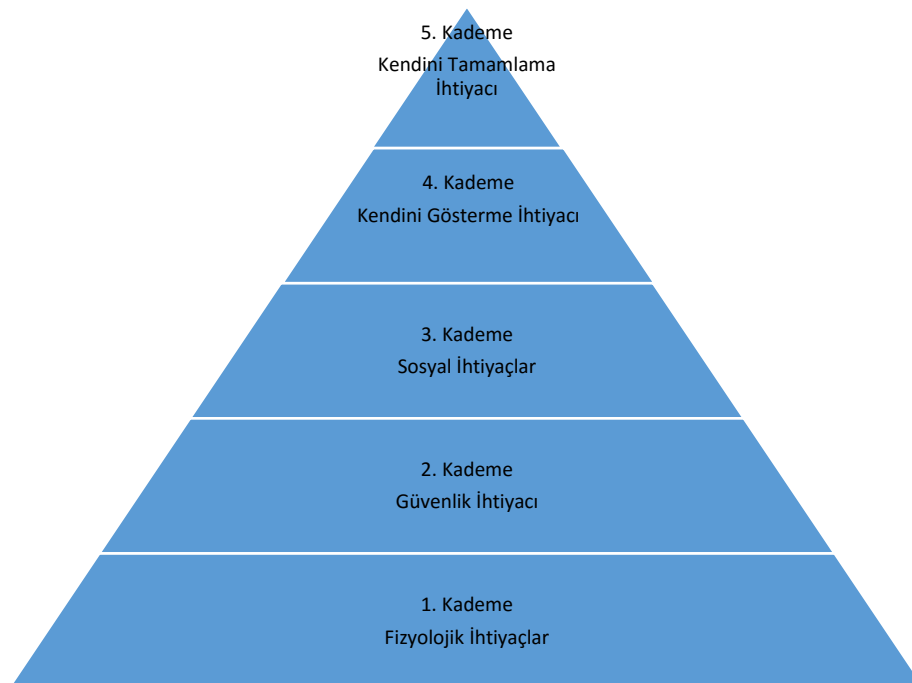 5. Kademe
Kendini Tamamlama
İhtiyacı
4. Kademe
Kendini Gösterme İhtiyacı
3. Kademe
Sosyal İhtiyaçlar
2. Kademe
Güvenlik İhtiyacı
1. Kademe
Fizyolojik İhtiyaçlar